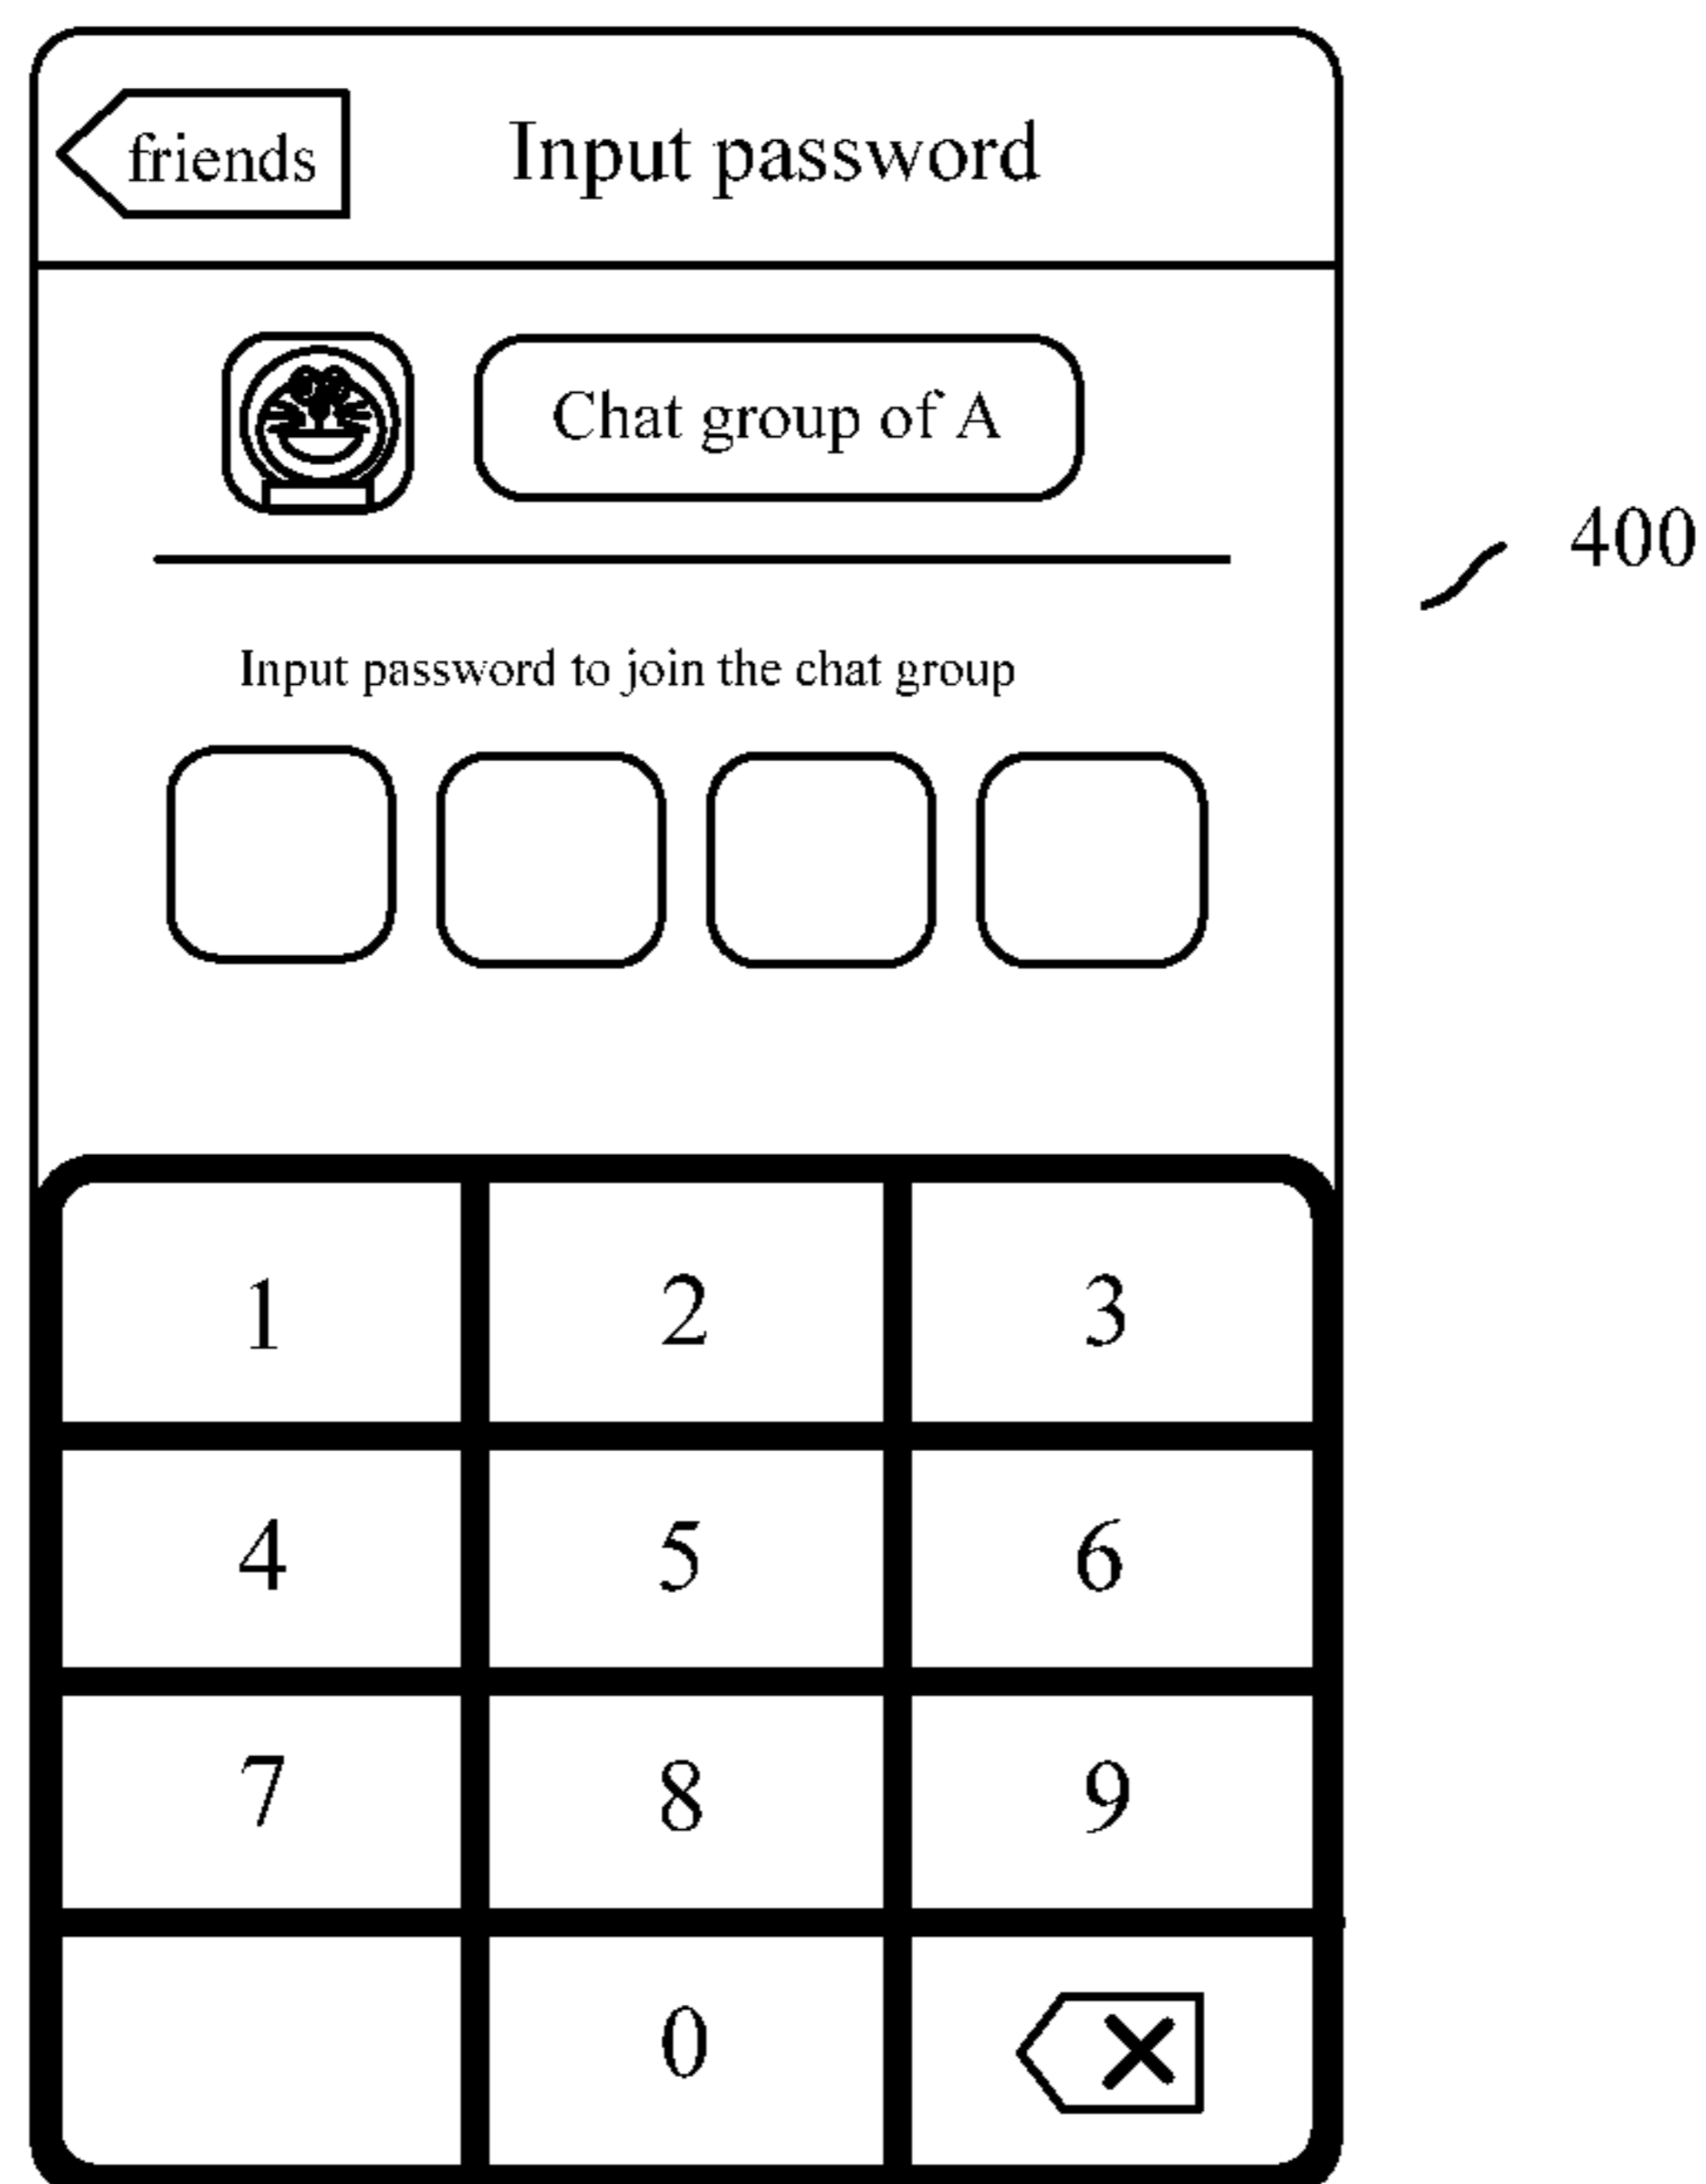 friends
Input password
Chat group of A
400
Input password to join the chat group
1 2 3
4 5 6
7 8 9
0